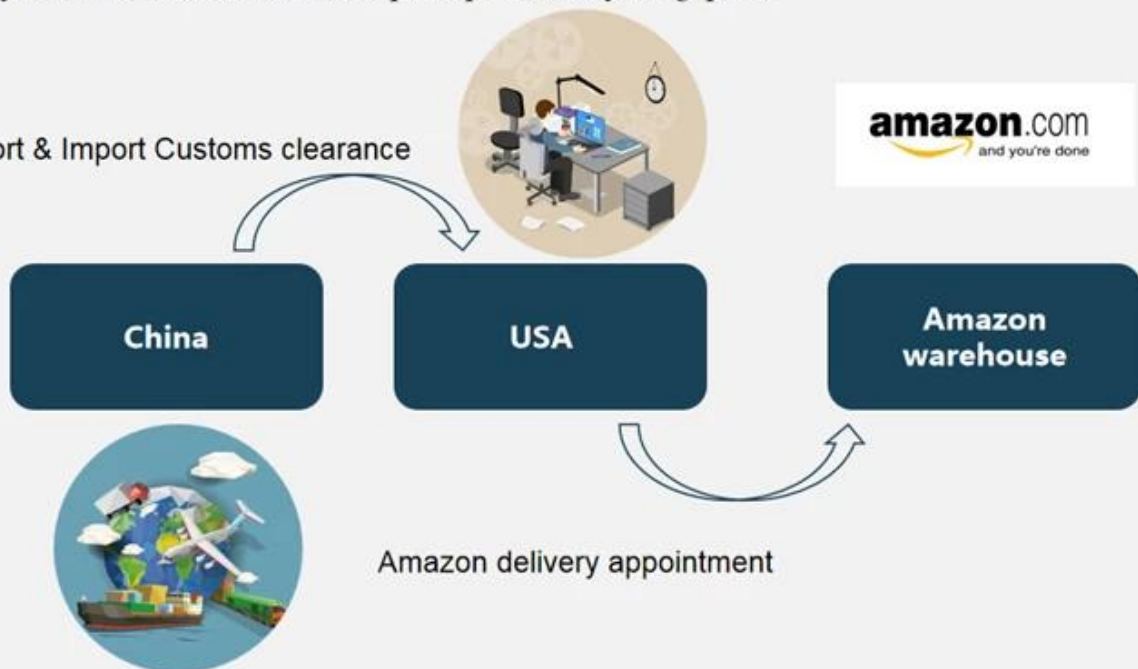 ort & Import Customs clearance
amazon.com
and you're done
China
USA
Amazon
warehouse
Amazon delivery appointment